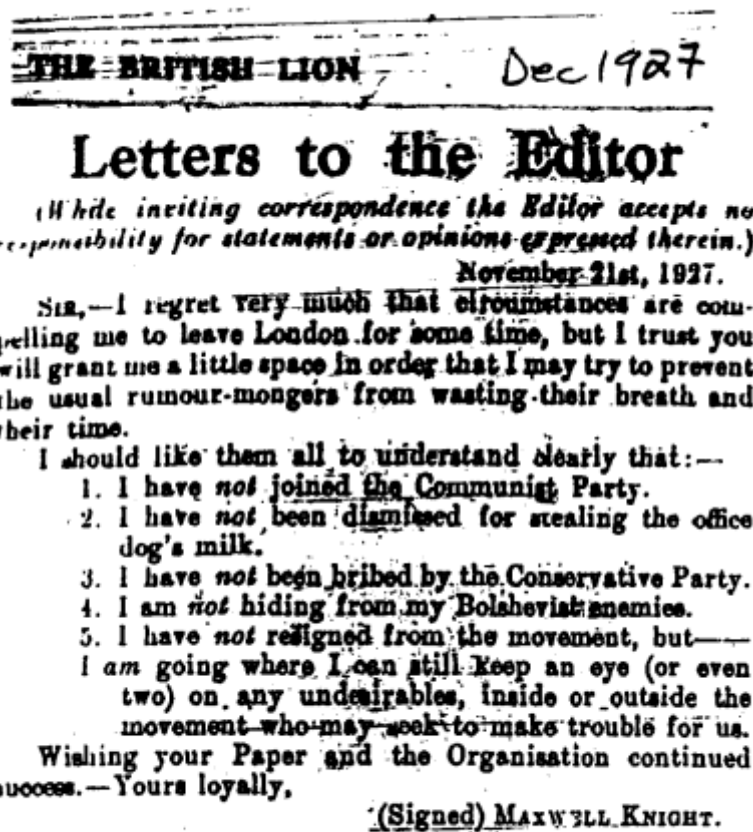 THE BRITISH LION
Dec 1927
Letters to the Editor
(While inviting correspondence the Editor accepts no
responsibility for statements or opinions expressed therein.)
November 21st, 1927.
SIR,—I regret very much that circumstances are com-
pelling me to leave London for some time, but I trust you
will grant me a little space in order that I may try to prevent
the usual rumour-mongers from wasting their breath and
their time.
I should like them all to understand clearly that:—
1. I have not joined the Communist Party.
2. I have not been dismissed for stealing the office
dog's milk.
3. I have not been bribed by the Conservative Party.
4. I am not hiding from my Bolshevist enemies.
5. I have not resigned from the movement, but——
I am going where I can still keep an eye (or even
two) on any undesirables, inside or outside the
movement who may seek to make trouble for us.
Wishing your Paper and the Organisation continued
success.—Yours loyally,
(Signed) MAXWELL KNIGHT.